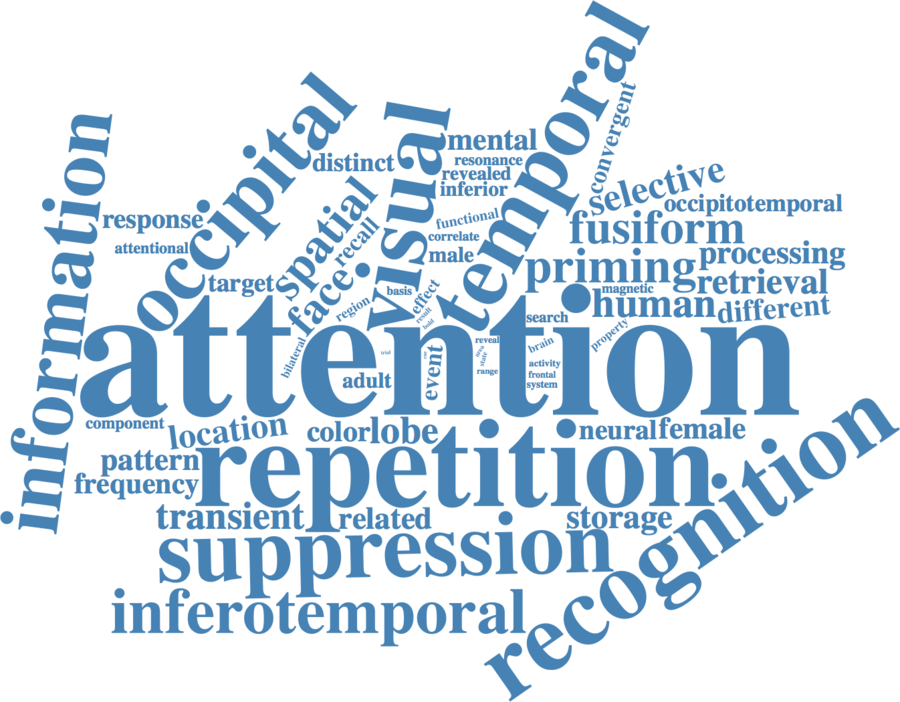 temporal
occipital
visual
information
convergent
mental
distinct
resonance
revealed
inferior
selective
occipitotemporal
response
attentional
spatial
recall
functional
correlate
male
fusiform
priming
processing
retrieval
target
face
basis
effect
region
result
bold
magnetic
human
different
attention
search
property
bilateral
trial
adult
event
reveal
area
state
range
brain
activity
frontal
system
component
location
color
lobe
neural
female
pattern
frequency
repetition
recognition
transient
related
storage
suppression
inferotemporal